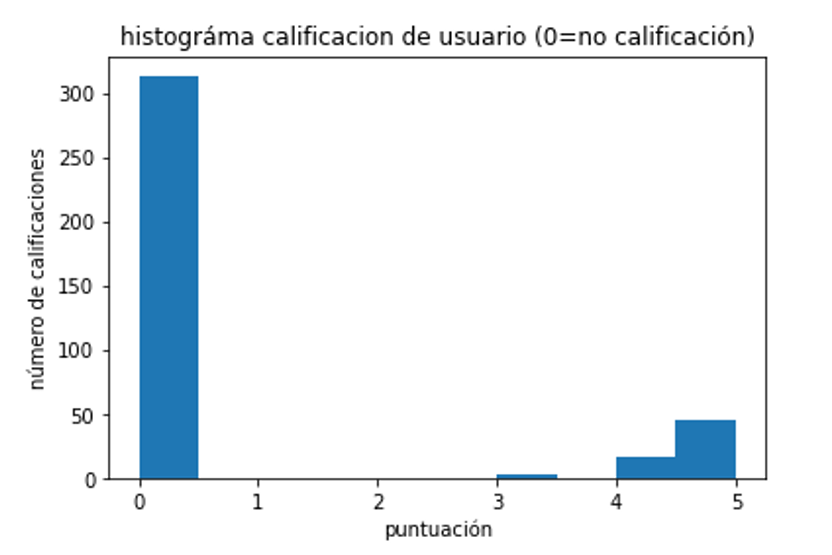 histográma calificacion de usuario (0=no calificación)
número de calificaciones
300
250
200
150
100
50
0
0 1 2 3 4 5
puntuación